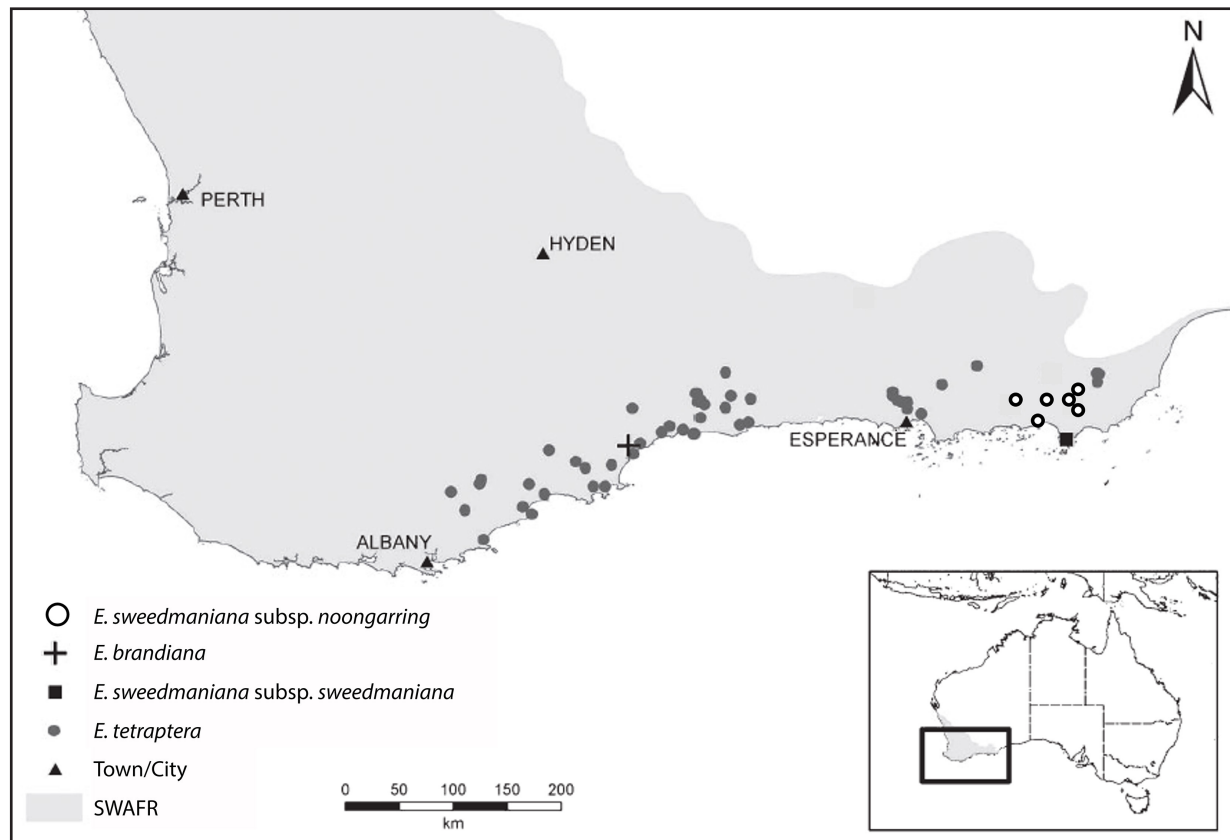 N
PERTH
HYDEN
ESPERANCE
ALBANY
E. sweedmaniana subsp. noongarring
E. brandiana
E. sweedmaniana subsp. sweedmaniana
E. tetraptera
Town/City
SWAFR
0 50 100 150 200
km